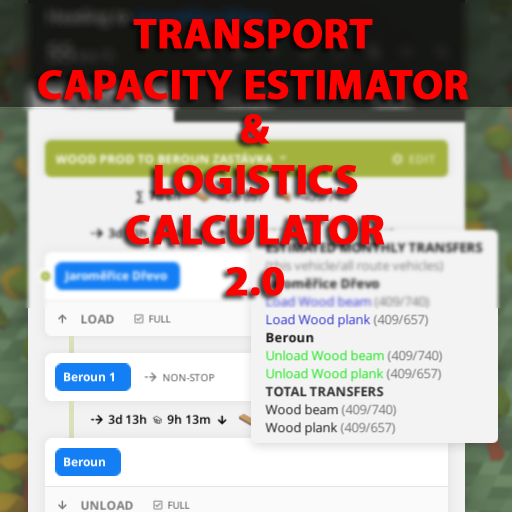 TRANSPORT
CAPACITY ESTIMATOR
&
LOGISTICS
CALCULATOR
2.0
WOOD PROD TO BEROUN ZASTÁVKA
EDIT
ESTIMATED MONTHLY TRANSFERS
(this vehicle/all route vehicles)
Jaroměřice Dřevo
Jaroměřice Dřevo
Load Wood beam (409/740)
LOAD FULL
Load Wood plank (409/657)
Beroun
Unload Wood beam (409/740)
Beroun 1 NON-STOP
Unload Wood plank (409/657)
TOTAL TRANSFERS
Wood beam (409/740)
3d 13h 9h 13m
Wood plank (409/657)
Beroun
UNLOAD FULL